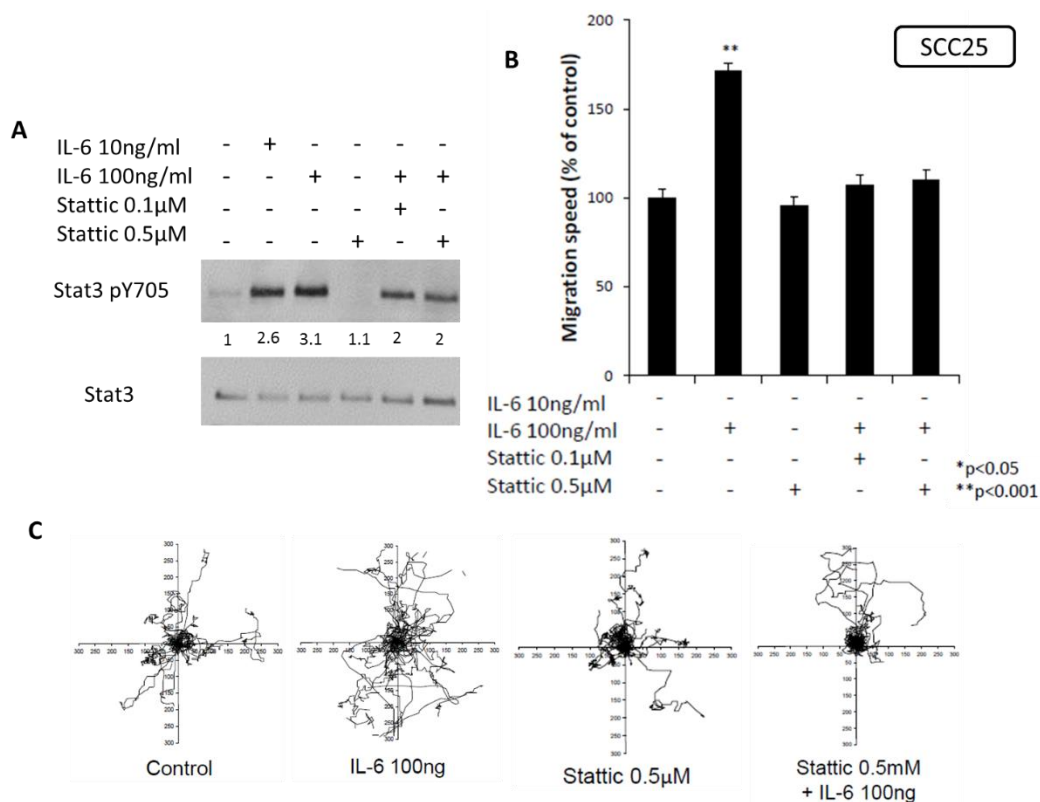 A
IL-6 10ng/ml - + - - - -
IL-6 100ng/ml - - + - + +
Stattic 0.1µM - - - - + -
Stattic 0.5µM - - - + - +
Stat3 pY705
1 2.6 3.1 1.1 2 2
Stat3
B
SCC25
Migration speed (% of control)
200
150
100
50
0
**
IL-6 10ng/ml - - - - -
IL-6 100ng/ml - + - + +
Stattic 0.1µM - - - + -
Stattic 0.5µM - - + - +
*p<0.05
**p<0.001
C
Control
IL-6 100ng
Stattic 0.5µM
Stattic 0.5mM
+ IL-6 100ng